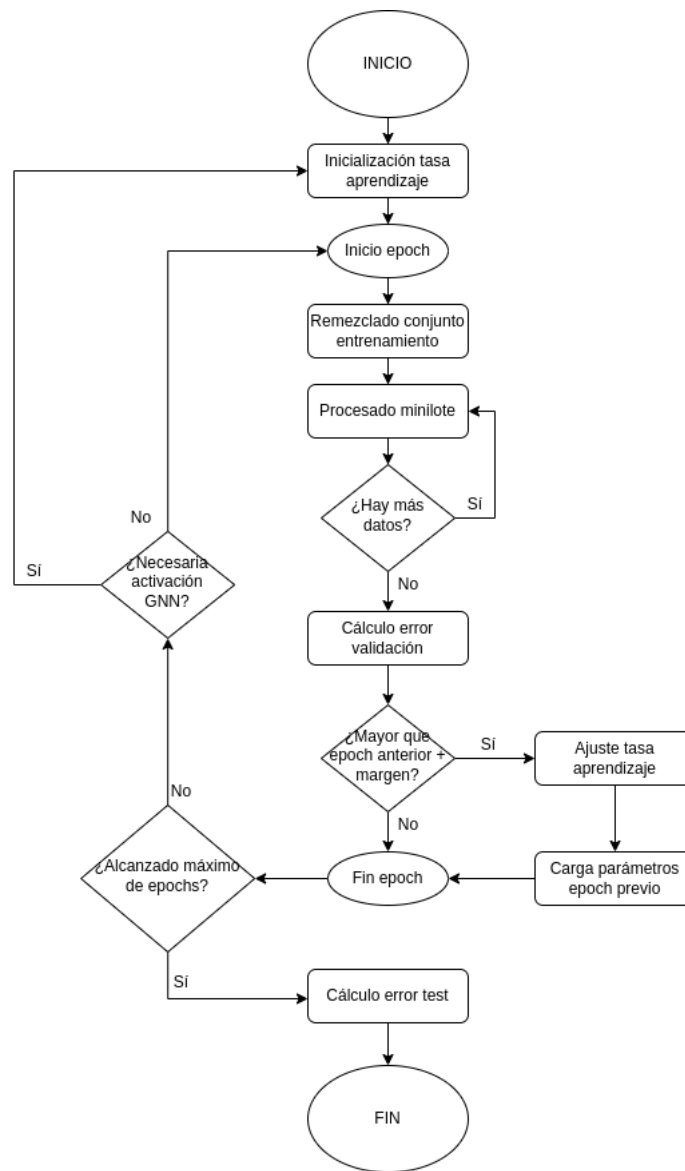 INICIO
Inicialización tasa
aprendizaje
Inicio epoch
Remezclado conjunto
entrenamiento
Procesado minilote
¿Hay más
datos?
Sí
No
No
¿Necesaria
activación
GNN?
Sí
Cálculo error
validación
¿Mayor que
epoch anterior +
margen?
Sí
Ajuste tasa
aprendizaje
No
No
¿Alcanzado máximo
de epochs?
Fin epoch
Carga parámetros
epoch previo
Sí
Cálculo error test
FIN